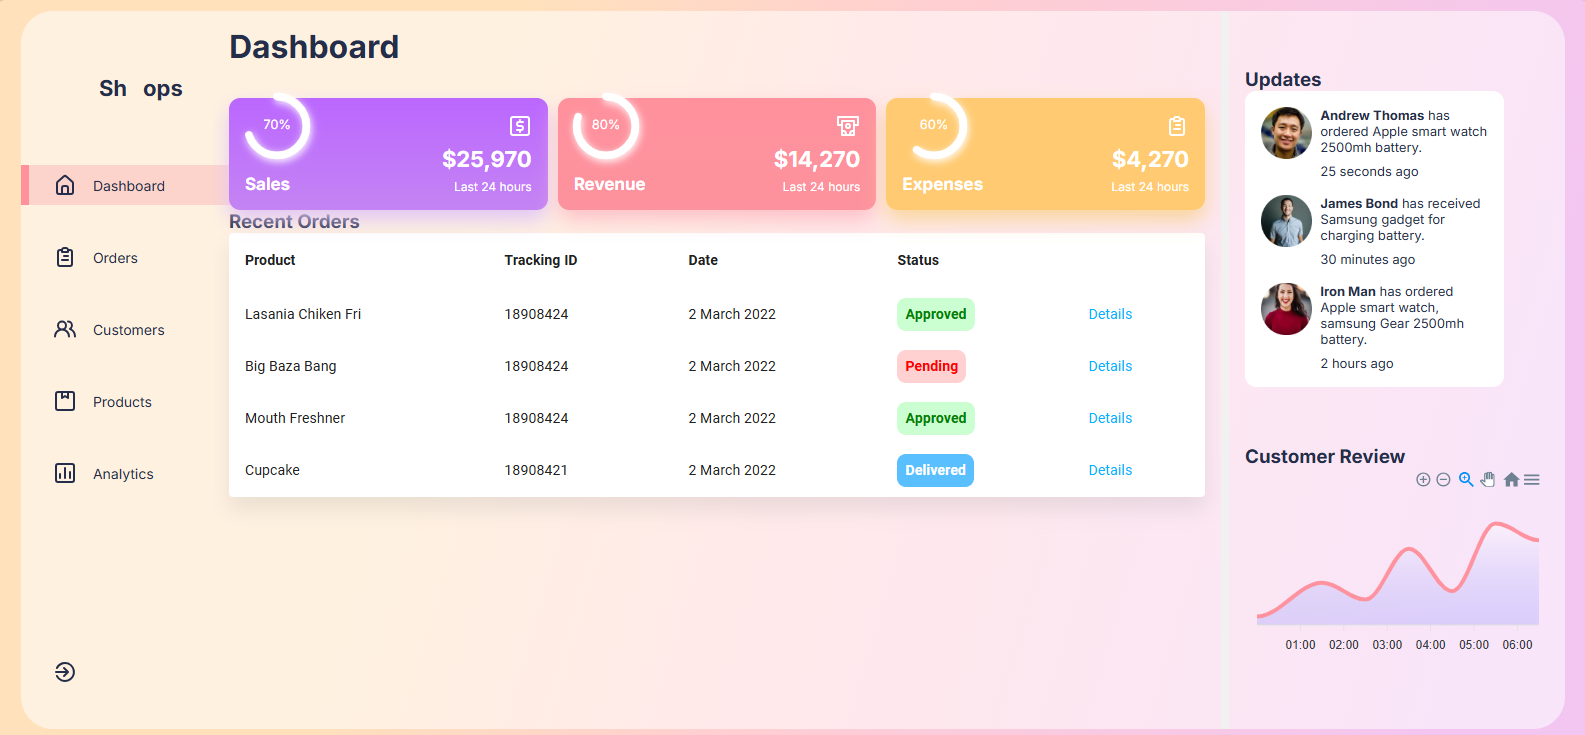 Dashboard
Sh ops
Dashboard
Orders
Customers
Products
Analytics
70%
$25,970
Sales
Last 24 hours
80%
$14,270
Revenue
Last 24 hours
60%
$4,270
Expenses
Last 24 hours
Recent Orders
Product Tracking ID Date Status
Lasania Chiken Fri 18908424 2 March 2022 Approved Details
Big Baza Bang 18908424 2 March 2022 Pending Details
Mouth Freshner 18908424 2 March 2022 Approved Details
Cupcake 18908421 2 March 2022 Delivered Details
Updates
Andrew Thomas has
ordered Apple smart watch
2500mh battery.
25 seconds ago
James Bond has received
Samsung gadget for
charging battery.
30 minutes ago
Iron Man has ordered
Apple smart watch,
samsung Gear 2500mh
battery.
2 hours ago
Customer Review
01:00 02:00 03:00 04:00 05:00 06:00